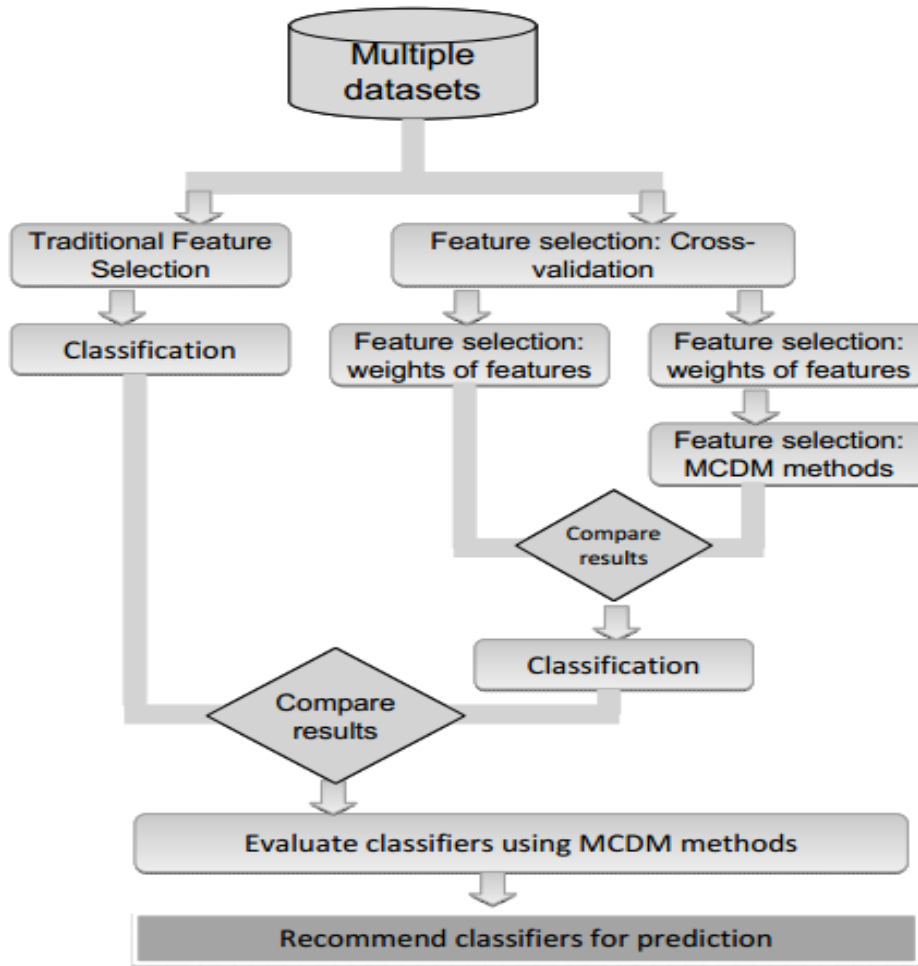 Multiple
datasets
Traditional Feature
Selection
Feature selection: Cross-
validation
Classification
Feature selection:
weights of features
Feature selection:
weights of features
Feature selection:
MCDM methods
Compare
results
Classification
Compare
results
Evaluate classifiers using MCDM methods
Recommend classifiers for prediction